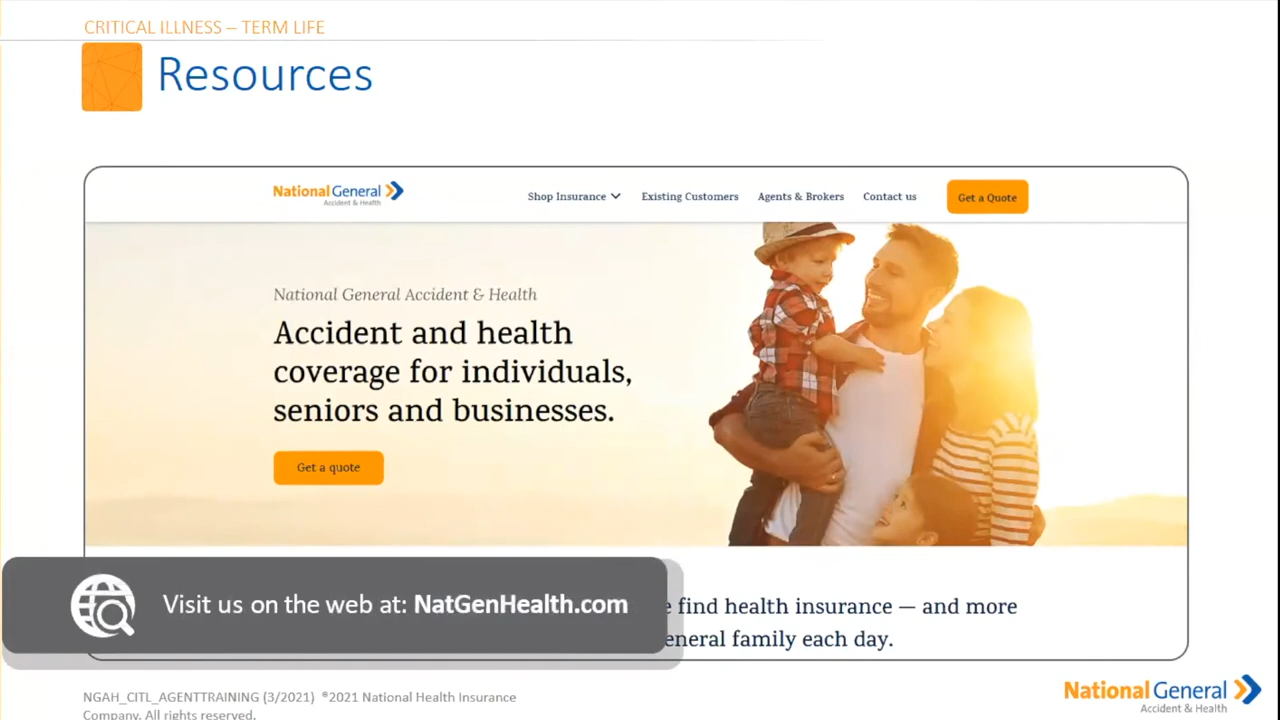 CRITICAL ILLNESS – TERM LIFE
Resources
NationalGeneral
Accident & Health
Shop Insurance
Existing Customers
Agents & Brokers
Contact us
Get a Quote
National General Accident & Health
Accident and health
coverage for individuals,
seniors and businesses.
Get a quote
Visit us on the web at: NatGenHealth.com
find health insurance — and more
family each day.
NGAH_CITL_AGENTTRAINING (3/2021) ®2021 National Health Insurance
Company. All rights reserved.
National General
Accident & Health